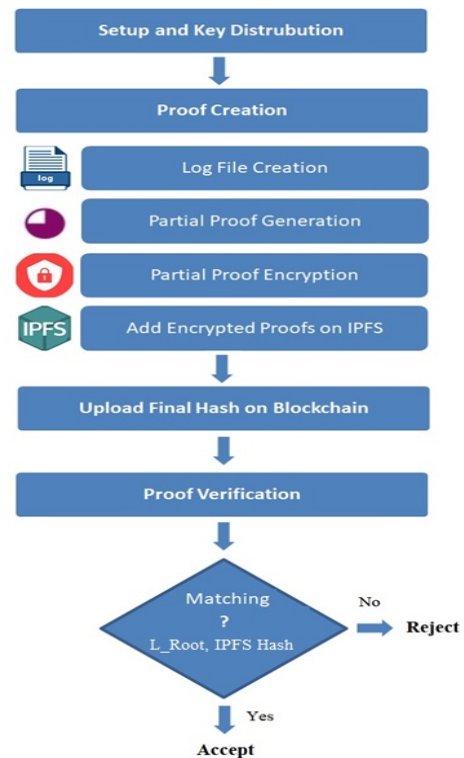 Setup and Key Distrubution
Proof Creation
log
Log File Creation
Partial Proof Generation
Partial Proof Encryption
IPFS
Add Encrypted Proofs on IPFS
Upload Final Hash on Blockchain
Proof Verification
Matching
?
L_Root, IPFS Hash
No
Reject
Yes
Accept